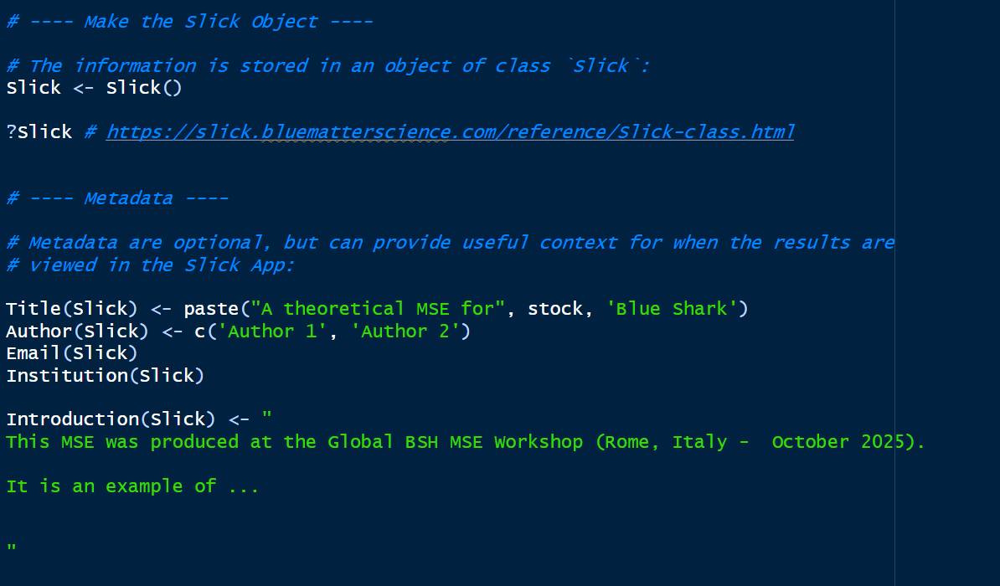 # ---- Make the Slick Object ----
# The information is stored in an object of class `Slick`:
Slick <- Slick()
?Slick # https://slick.bluematterscience.com/reference/Slick-class.html
# ---- Metadata ----
# Metadata are optional, but can provide useful context for when the results are
# viewed in the Slick App:
Title(Slick) <- paste("A theoretical MSE for", stock, 'Blue Shark')
Author(Slick) <- c('Author 1', 'Author 2')
Email(Slick)
Institution(Slick)
Introduction(Slick) <- "
This MSE was produced at the Global BSH MSE Workshop (Rome, Italy -  October 2025).
It is an example of ...
"